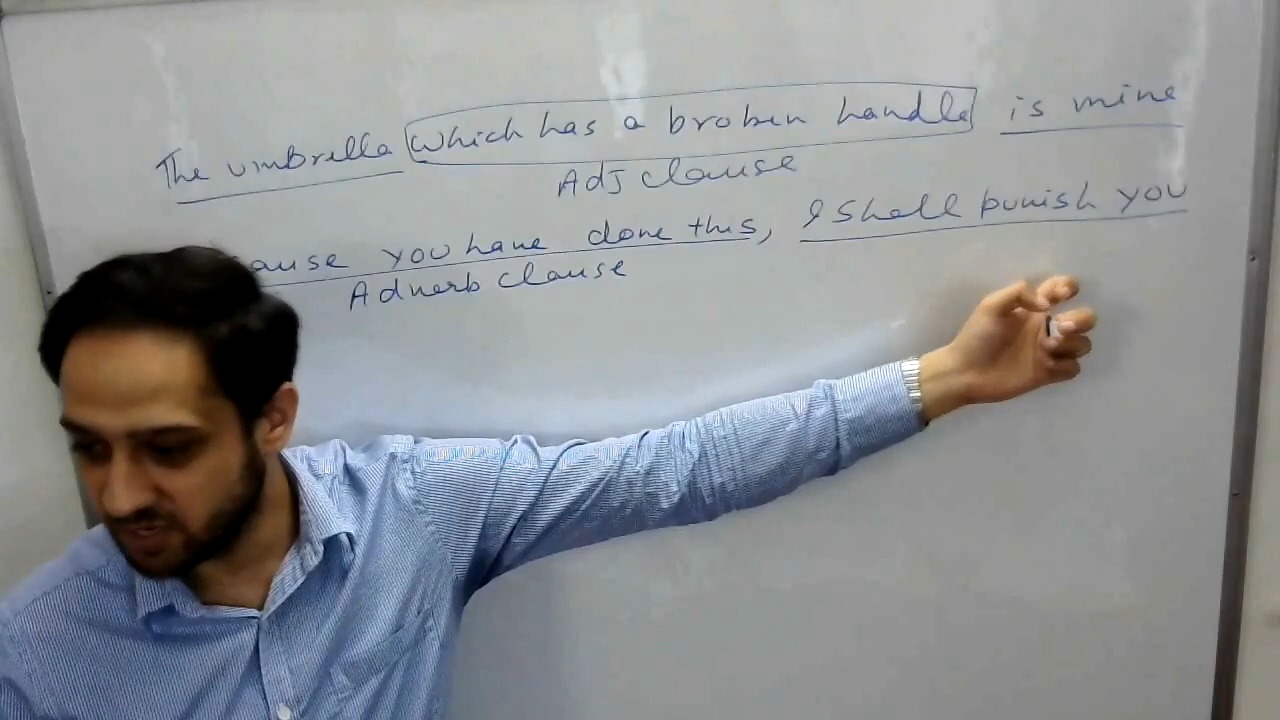 The umbrella which has a broken handle is mine
Adj clause
ause you have done this, I shall punish you
Adverb clause